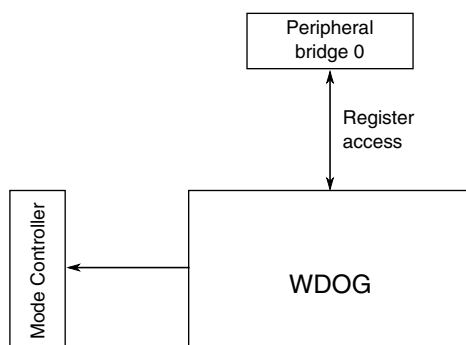 Peripheral
bridge 0
Register
access
Mode Controller
WDOG